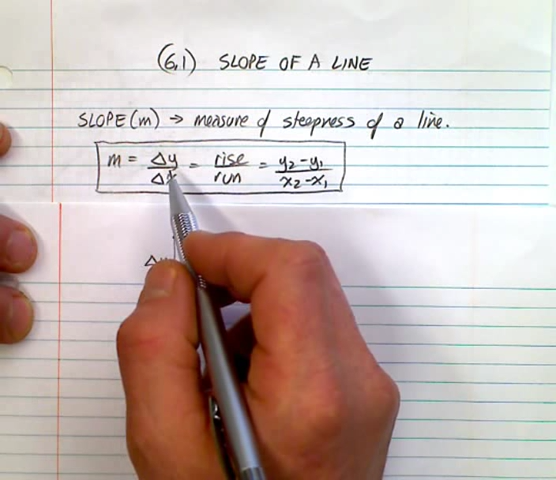 (6.1) SLOPE OF A LINE
SLOPE (m) → measure of steepness of a line.
m = Δy/Δx = rise/run = y₂-y₁/x₂-x₁